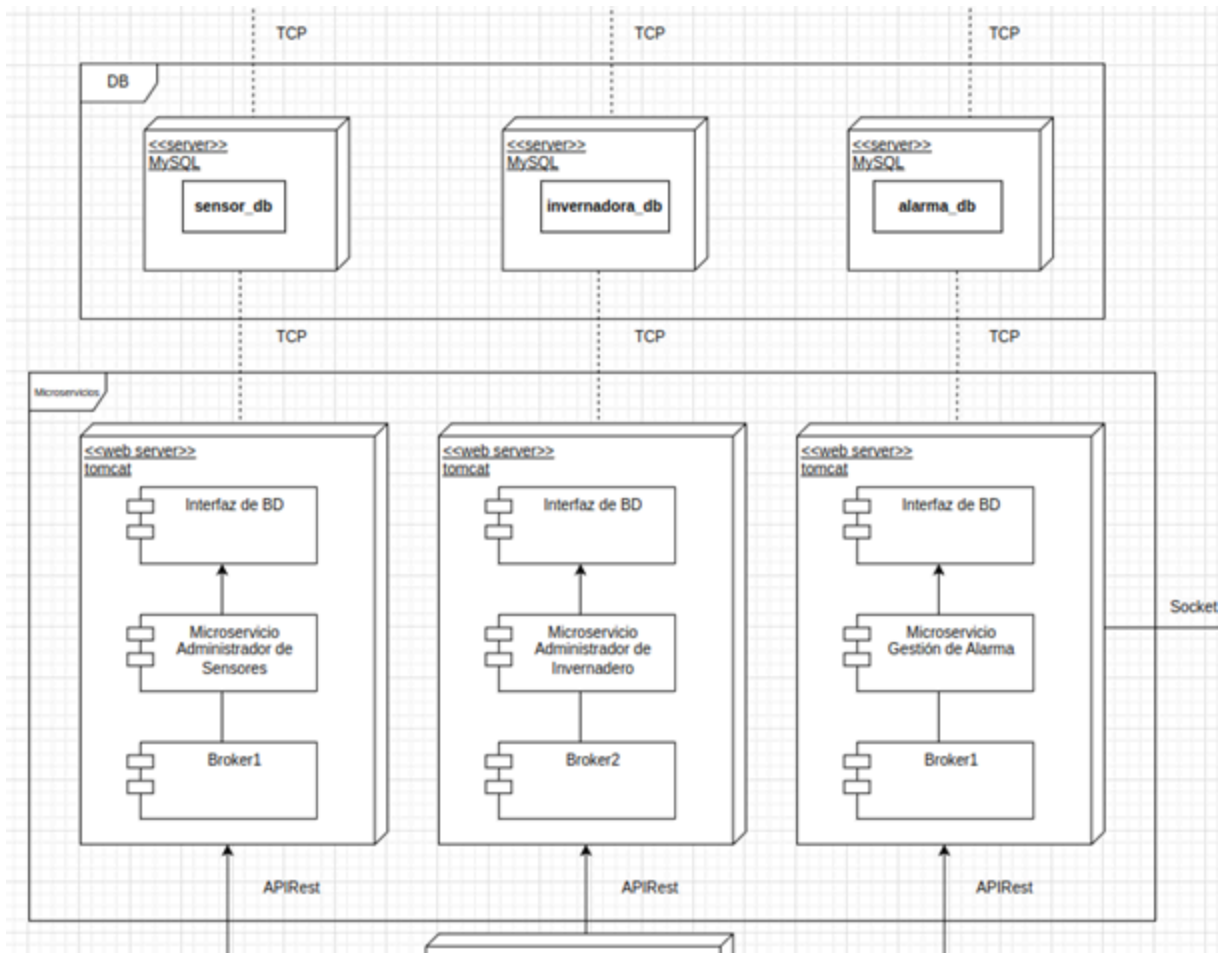 TCP
TCP
TCP
DB
<<server>>
MySQL
sensor_db
<<server>>
MySQL
invernadora_db
<<server>>
MySQL
alarma_db
TCP
TCP
TCP
Microservicios
<<web server>>
tomcat
Interfaz de BD
Microservicio
Administrador de
Sensores
Broker1
<<web server>>
tomcat
Interfaz de BD
Microservicio
Administrador de
Invernadero
Broker2
<<web server>>
tomcat
Interfaz de BD
Microservicio
Gestión de Alarma
Broker1
Socket
APIRest
APIRest
APIRest